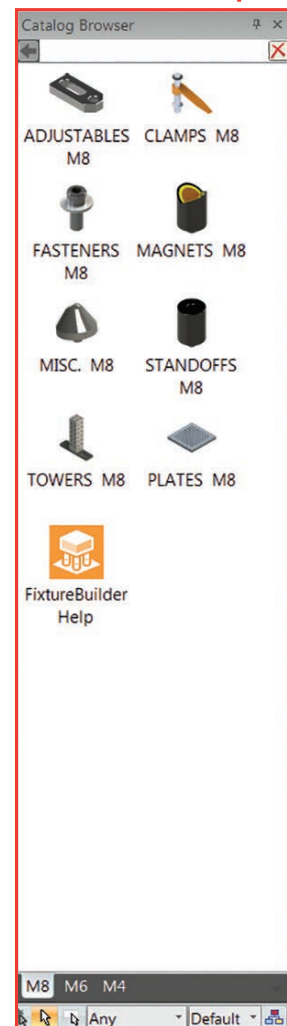 Catalog Browser
ADJUSTABLES M8
CLAMPS M8
FASTENERS M8
MAGNETS M8
MISC. M8
STANDOFFS M8
TOWERS M8
PLATES M8
FixtureBuilder
Help
M8 M6 M4
Any Default